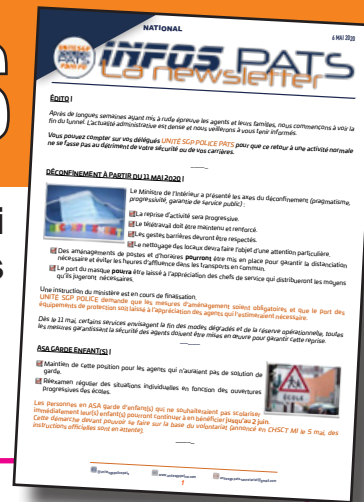 S
i
s
NATIONAL
6 MAI 2020
UNITÉ SGP
POLICE
INFOS PATS
La newsletter
ÉDITO !
Après de longues semaines ayant mis à rude épreuve les agents et leurs familles, nous commençons à voir la
fin du tunnel. L'actualité administrative est dense et nous veillerons à vous tenir informés.
Vous pouvez compter sur vos délégués UNITÉ SGP POLICE PATS pour que ce retour à une activité normale
ne se fasse pas au détriment de votre sécurité ou de vos carrières.
DÉCONFINEMENT À PARTIR DU 11 MAI 2020 !
Le Ministre de l'Intérieur a présenté les axes du déconfinement (pragmatisme,
progressivité, garantie de service public) :
La reprise d'activité sera progressive.
Le télétravail doit être maintenu et renforcé.
Les gestes barrières devront être respectés.
Le nettoyage des locaux devra faire l'objet d'une attention particulière.
Des aménagements de postes et d'horaires pourront être mis en place pour garantir la distanciation
nécessaire et éviter les heures d'affluence dans les transports en commun.
Le port du masque pourra être laissé à l'appréciation des chefs de service qui distribueront les moyens
qu'ils jugeront nécessaires.
Une instruction du ministère est en cours de finalisation.
UNITE SGP POLICE demande que les mesures d'aménagement soient obligatoires et que le port des
équipements de protection soit laissé à l'appréciation des agents qui l'estimeraient nécessaire.
Dès le 11 mai, certains services envisagent la fin des modes dégradés et de la réserve opérationnelle, toutes
les mesures garantissant la sécurité des agents doivent être mises en œuvre pour garantir cette reprise.
ASA GARDE ENFANT(S) !
Maintien de cette position pour les agents qui n'auraient pas de solution de
garde.
Réexamen régulier des situations individuelles en fonction des ouvertures
progressives des écoles.
ÉCOLE
Les personnes en ASA garde d'enfant(s) qui ne souhaiteraient pas scolariser
immédiatement leur(s) enfant(s) pourront continuer à en bénéficier jusqu'au 2 juin.
Cette démarche devant pouvoir se faire sur la base du volontariat (annoncé en CHSCT MI le 5 mai, des
instructions officielles sont en attente).
1